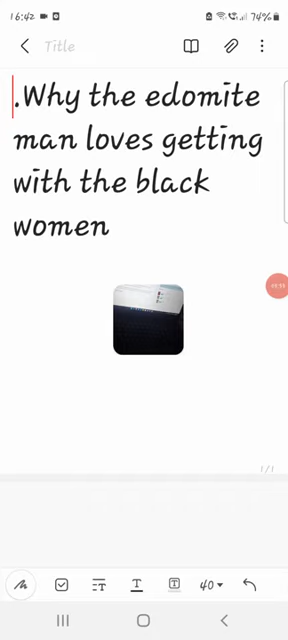 16:42
74%
Title
.Why the edomite
man loves getting
with the black
women
1/1
40